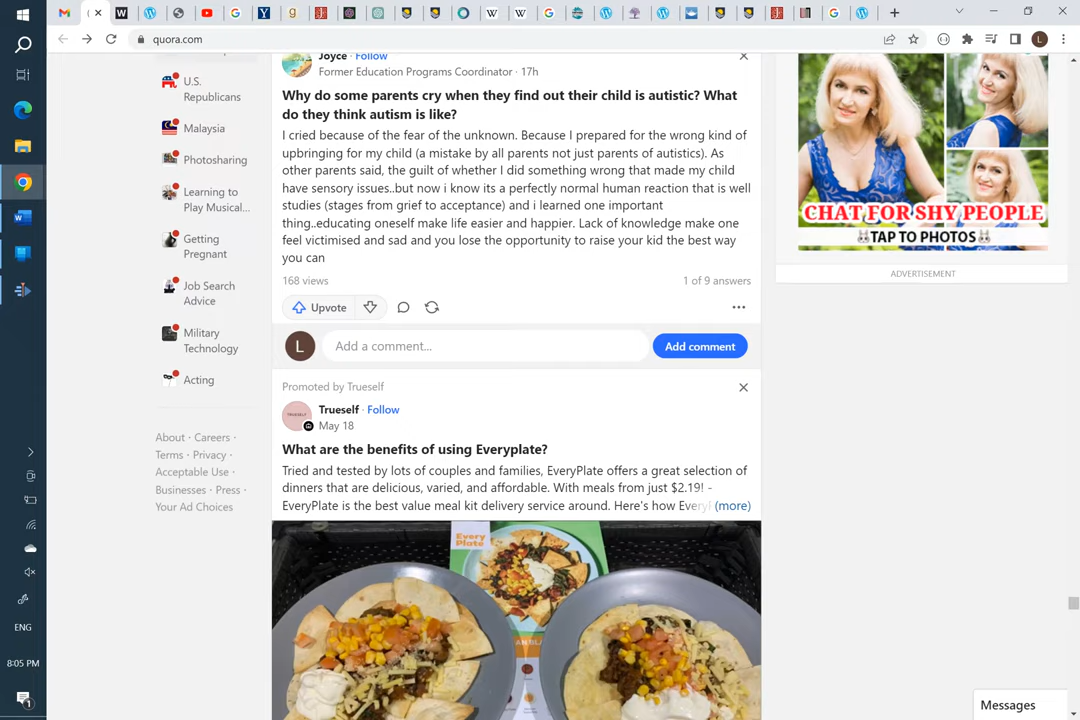 quora.com
L
U.S.
Republicans
Malaysia
Photosharing
Learning to
Play Musical...
Getting
Pregnant
Job Search
Advice
Military
Technology
Acting
About · Careers ·
Terms · Privacy ·
Acceptable Use ·
Businesses · Press ·
Your Ad Choices
Joyce · Follow
Former Education Programs Coordinator · 17h
Why do some parents cry when they find out their child is autistic? What
do they think autism is like?
I cried because of the fear of the unknown. Because I prepared for the wrong kind of
upbringing for my child (a mistake by all parents not just parents of autistics). As
other parents said, the guilt of whether I did something wrong that made my child
have sensory issues..but now i know its a perfectly normal human reaction that is well
studies (stages from grief to acceptance) and i learned one important
thing..educating oneself make life easier and happier. Lack of knowledge make one
feel victimised and sad and you lose the opportunity to raise your kid the best way
you can
168 views
1 of 9 answers
Upvote
L
Add a comment...
Add comment
Promoted by Trueself
TRUESELF
Trueself · Follow
May 18
What are the benefits of using Everyplate?
Tried and tested by lots of couples and families, EveryPlate offers a great selection of
dinners that are delicious, varied, and affordable. With meals from just $2.19! -
EveryPlate is the best value meal kit delivery service around. Here's how Every (more)
Every
Plate
CHAT FOR SHY PEOPLE
TAP TO PHOTOS
ADVERTISEMENT
Messages
ENG
8:05 PM
1